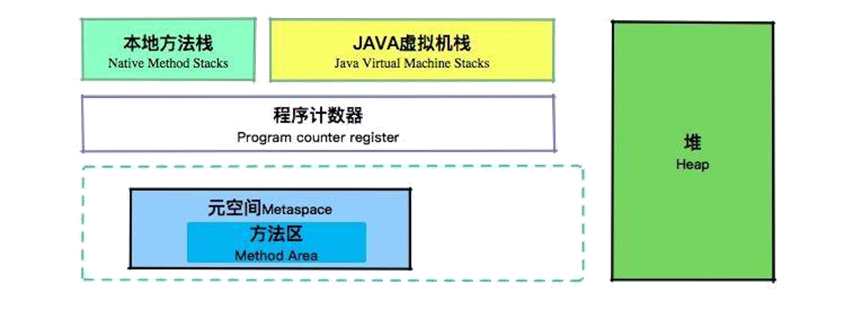 本地方法栈
Native Method Stacks
JAVA虚拟机栈
Java Virtual Machine Stacks
程序计数器
Program counter register
元空间Metaspace
方法区
Method Area
堆
Heap